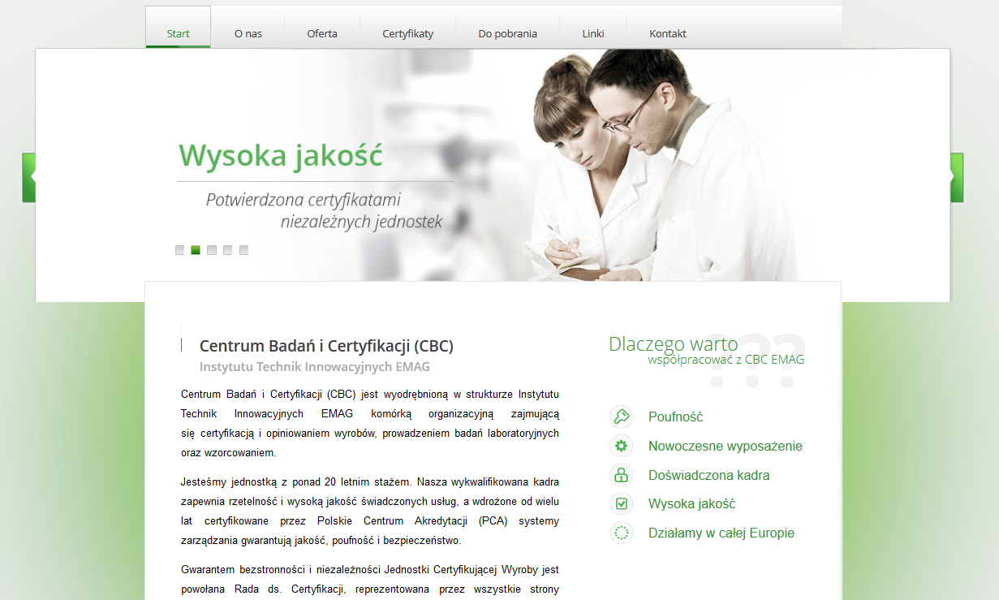 Start O nas Oferta Certyfikaty Do pobrania Linki Kontakt
Wysoka jakość
Potwierdzona certyfikatami
niezależnych jednostek
Centrum Badań i Certyfikacji (CBC)
Instytutu Technik Innowacyjnych EMAG
Centrum Badań i Certyfikacji (CBC) jest wyodrębnioną w strukturze Instytutu
Technik Innowacyjnych EMAG komórką organizacyjną zajmującą
się certyfikacją i opiniowaniem wyrobów, prowadzeniem badań laboratoryjnych
oraz wzorcowaniem.
Jesteśmy jednostką z ponad 20 letnim stażem. Nasza wykwalifikowana kadra
zapewnia rzetelność i wysoką jakość świadczonych usług, a wdrożone od wielu
lat certyfikowane przez Polskie Centrum Akredytacji (PCA) systemy
zarządzania gwarantują jakość, poufność i bezpieczeństwo.
Gwarantem bezstronności i niezależności Jednostki Certyfikującej Wyroby jest
powołana Rada ds. Certyfikacji, reprezentowana przez wszystkie strony
???
Dlaczego warto
współpracować z CBC EMAG
Poufność
Nowoczesne wyposażenie
Doświadczona kadra
Wysoka jakość
Działamy w całej Europie